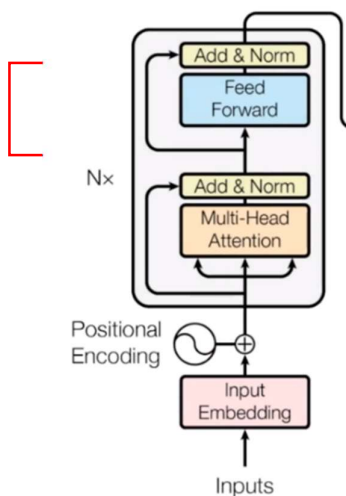 Add & Norm
Feed
Forward
Add & Norm
N×
Multi-Head
Attention
Positional
Encoding
Input
Embedding
Inputs